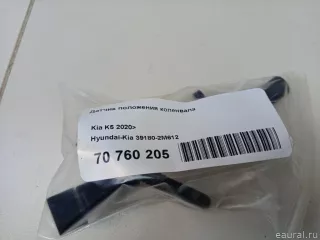 Датчик положения коленвала
Kia K5 2020>
Hyundai-Kia 39180-2M612
70 760 205
eaural.ru